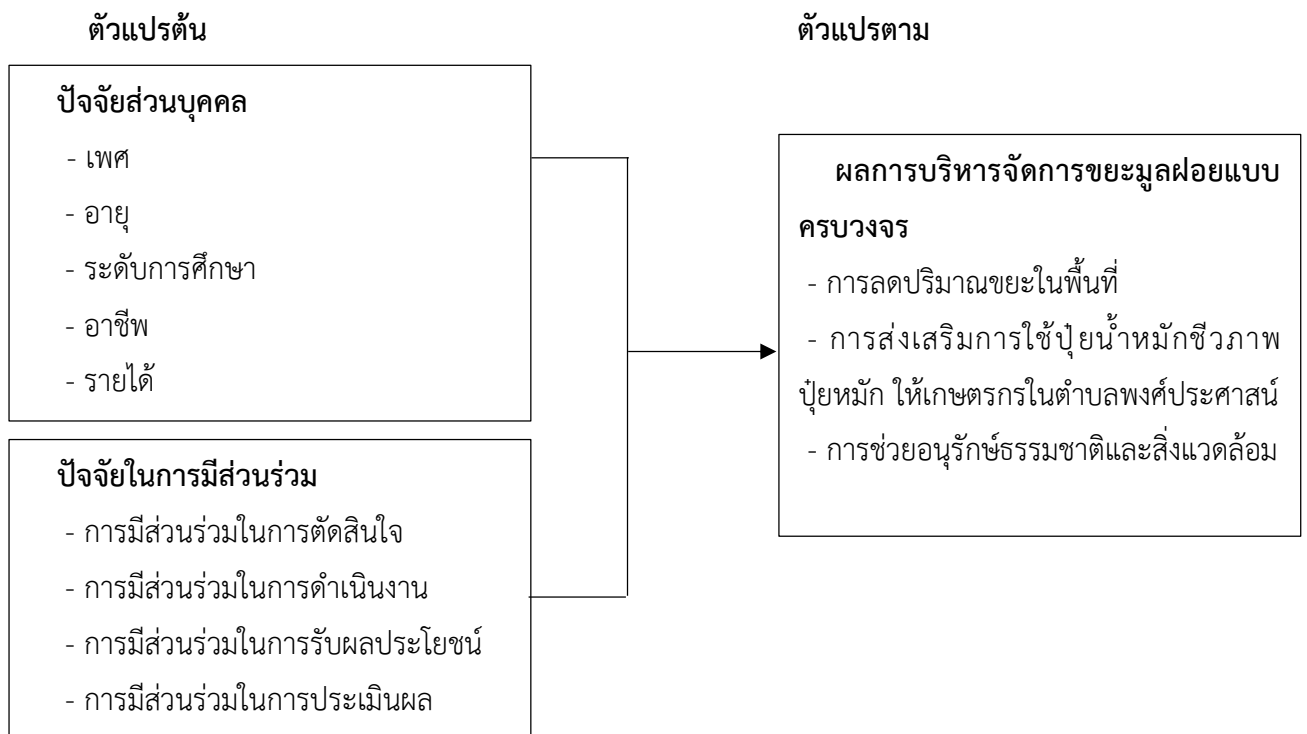 ตัวแปรต้น
ปัจจัยส่วนบุคคล
- เพศ
- อายุ
- ระดับการศึกษา
- อาชีพ
- รายได้
ปัจจัยในการมีส่วนร่วม
- การมีส่วนร่วมในการตัดสินใจ
- การมีส่วนร่วมในการดำเนินงาน
- การมีส่วนร่วมในการรับผลประโยชน์
- การมีส่วนร่วมในการประเมินผล
ตัวแปรตาม
ผลการบริหารจัดการขยะมูลฝอยแบบ
ครบวงจร
- การลดปริมาณขยะในพื้นที่
- การส่งเสริมการใช้ปุ๋ยน้ำหมักชีวภาพ
ปุ๋ยหมัก ให้เกษตรกรในตำบลพงศ์ประศาสน์
- การช่วยอนุรักษ์ธรรมชาติและสิ่งแวดล้อม